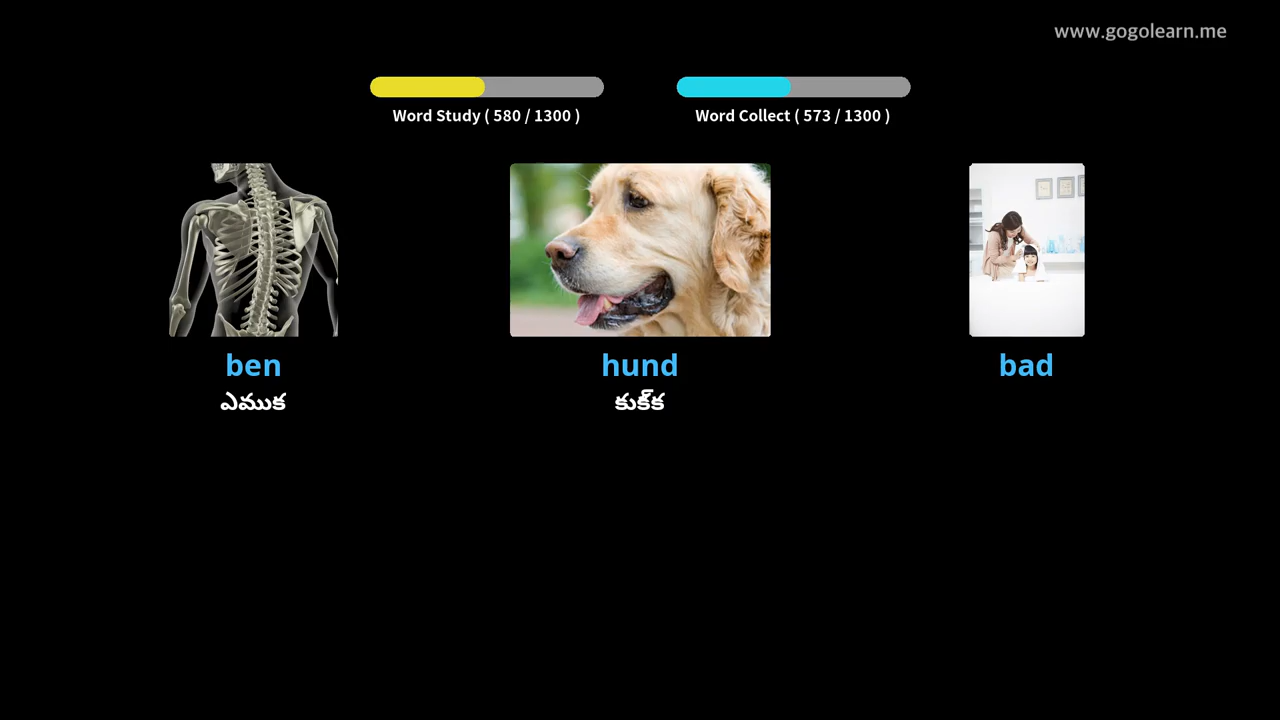 www.gogolearn.me
Word Study ( 580 / 1300 )
Word Collect ( 573 / 1300 )
ben
hund
bad
ఎముక
కుక్క